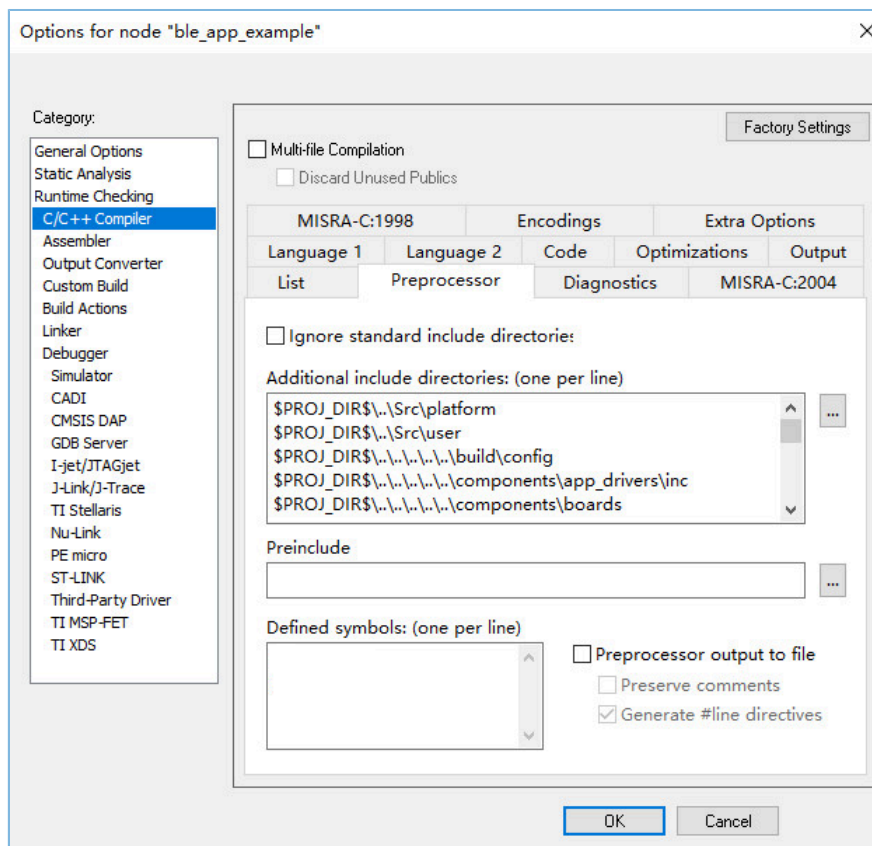 Options for node "ble_app_example"
Category:
General Options
Static Analysis
Runtime Checking
C/C++ Compiler
Assembler
Output Converter
Custom Build
Build Actions
Linker
Debugger
Simulator
CADI
CMSIS DAP
GDB Server
I-jet/JTAGjet
J-Link/J-Trace
TI Stellaris
Nu-Link
PE micro
ST-LINK
Third-Party Driver
TI MSP-FET
TI XDS
Factory Settings
Multi-file Compilation
Discard Unused Publics
MISRA-C:1998 Encodings Extra Options
Language 1 Language 2 Code Optimizations Output
List Preprocessor Diagnostics MISRA-C:2004
Ignore standard include directories
Additional include directories: (one per line)
$PROJ_DIR$\..\Src\platform
$PROJ_DIR$\..\Src\user
$PROJ_DIR$\..\..\..\..\..\build\config
$PROJ_DIR$\..\..\..\..\..\components\app_drivers\inc
$PROJ_DIR$\..\..\..\..\..\components\boards
...
Preinclude
...
Defined symbols: (one per line)
Preprocessor output to file
Preserve comments
Generate #line directives
OK Cancel